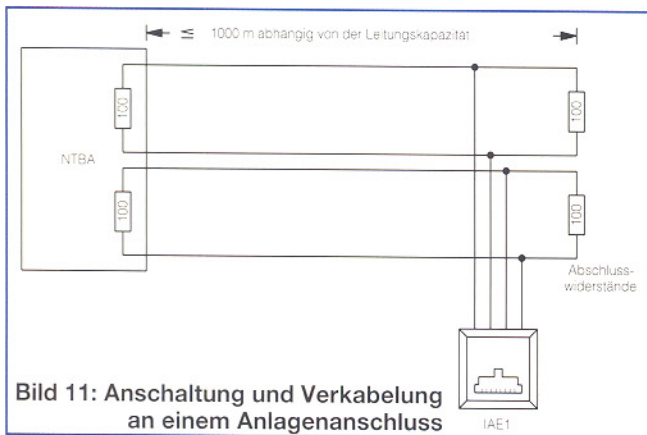 ≤ 1000 m abhängig von der Leitungskapazität
100
100
NTBA
100
100
Abschluss-
widerstände
Bild 11: Anschaltung und Verkabelung
an einem Anlagenanschluss
IAE1